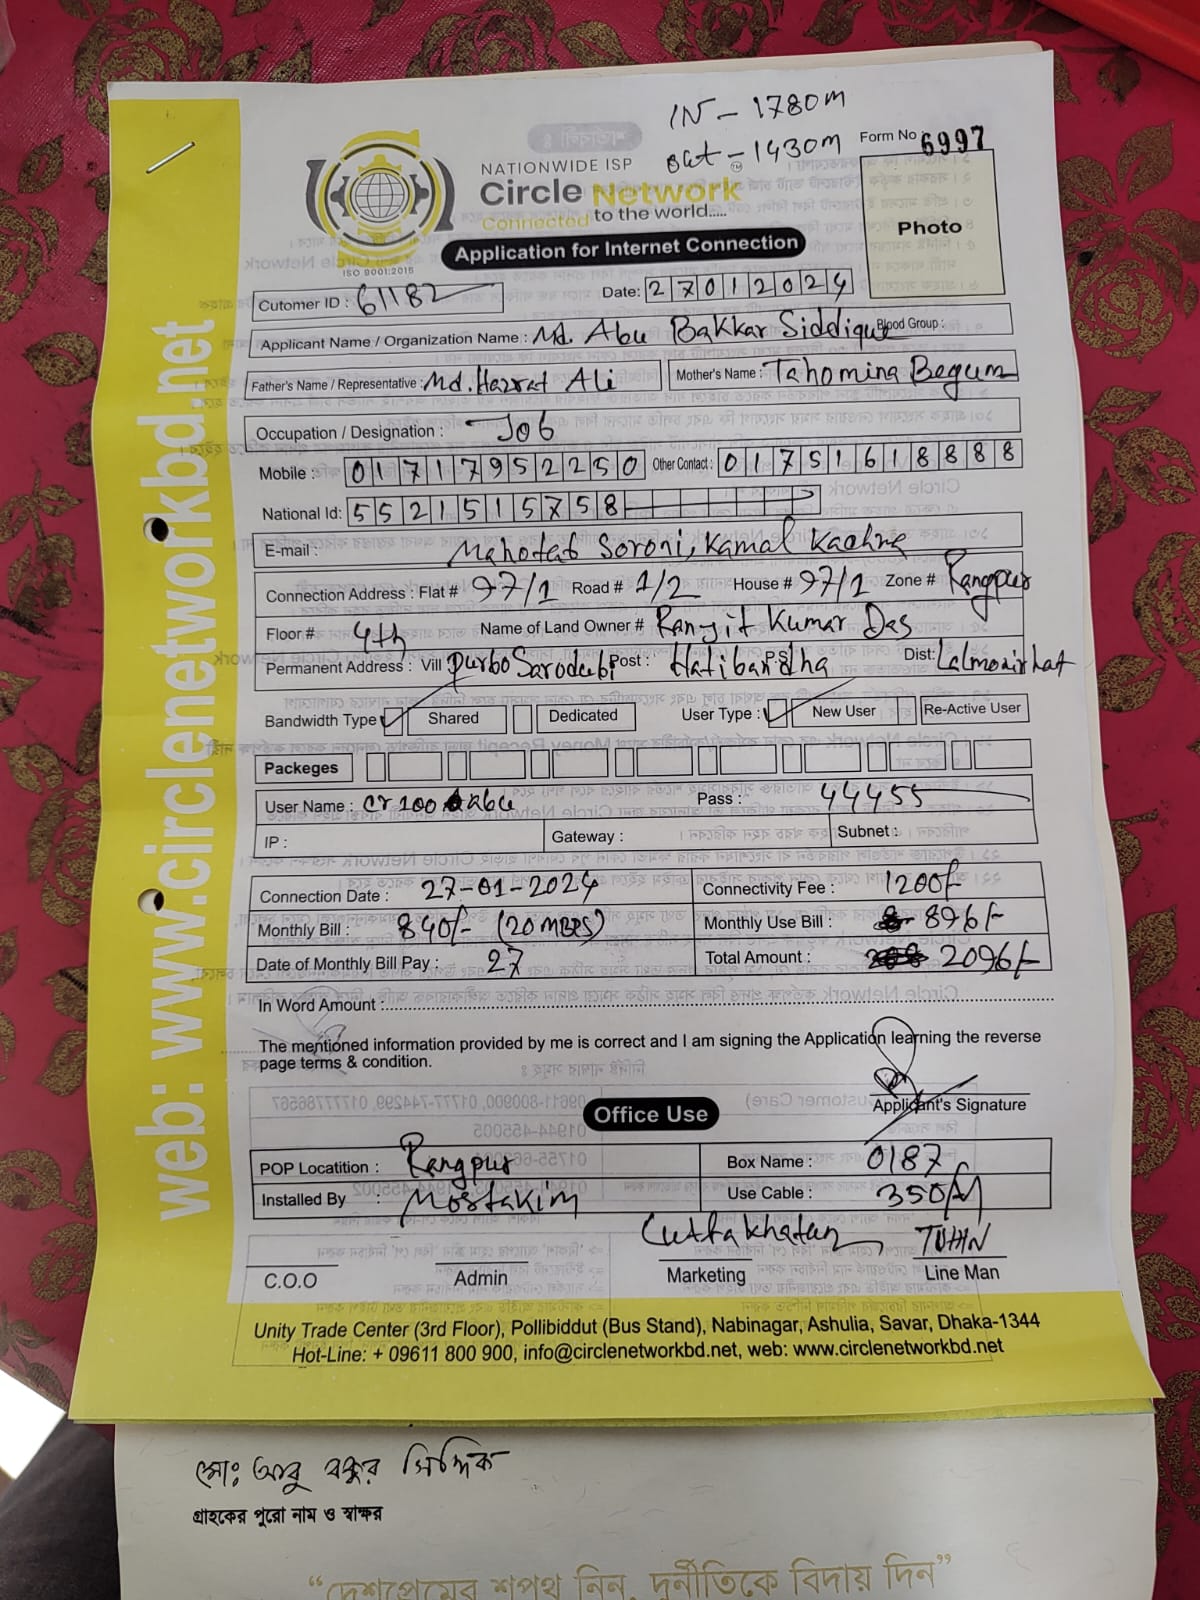 IN - 1780m
out - 1430m
Form No 6997
NATIONWIDE ISP
Circle Network TM
Connected to the world.....
ISO 9001:2015
Photo
Application for Internet Connection
Cutomer ID : 61182
Date: 27012024
Applicant Name / Organization Name : Md. Abu Bakkar Siddique Blood Group :
Father's Name / Representative : Md. Hazrat Ali Mother's Name : Tahomina Begum
Occupation / Designation : Job
Mobile : 01717952250 Other Contact : 01751618888
National Id: 5521515758
E-mail : Mahotab Soroni, Kamal Kachna
Connection Address : Flat # 97/1 Road # 1/2 House # 97/1 Zone # Rangpur
Floor # 4th Name of Land Owner # Ranjit Kumar Das
Permanent Address : Vill Purbo Sarodubi Post : Hatibandha P.S Dist: Lalmonirhat
Bandwidth Type ✓ Shared Dedicated User Type : ✓ New User Re-Active User
Packeges
User Name : cr100 abu Pass : 44455
IP : Gateway : Subnet :
Connection Date : 27-01-2024 Connectivity Fee : 1200/-
Monthly Bill : 840/- (20 MBPS) Monthly Use Bill : 896/-
Date of Monthly Bill Pay : 27 Total Amount : 2096/-
In Word Amount :
The mentioned information provided by me is correct and I am signing the Application learning the reverse
page terms & condition.
Applicant's Signature
Office Use
POP Locatition : Rangpur Box Name : 0187
Installed By : Mostakim Use Cable : 350/M
TUHIN
C.O.O Admin Marketing Line Man
Unity Trade Center (3rd Floor), Pollibiddut (Bus Stand), Nabinagar, Ashulia, Savar, Dhaka-1344
Hot-Line: + 09611 800 900, info@circlenetworkbd.net, web: www.circlenetworkbd.net
web: www.circlenetworkbd.net
মোঃ আবু বক্কর সিদ্দিক
গ্রাহকের পুরো নাম ও স্বাক্ষর
“দেশপ্রেমের শপথ নিন, দুর্নীতিকে বিদায় দিন”